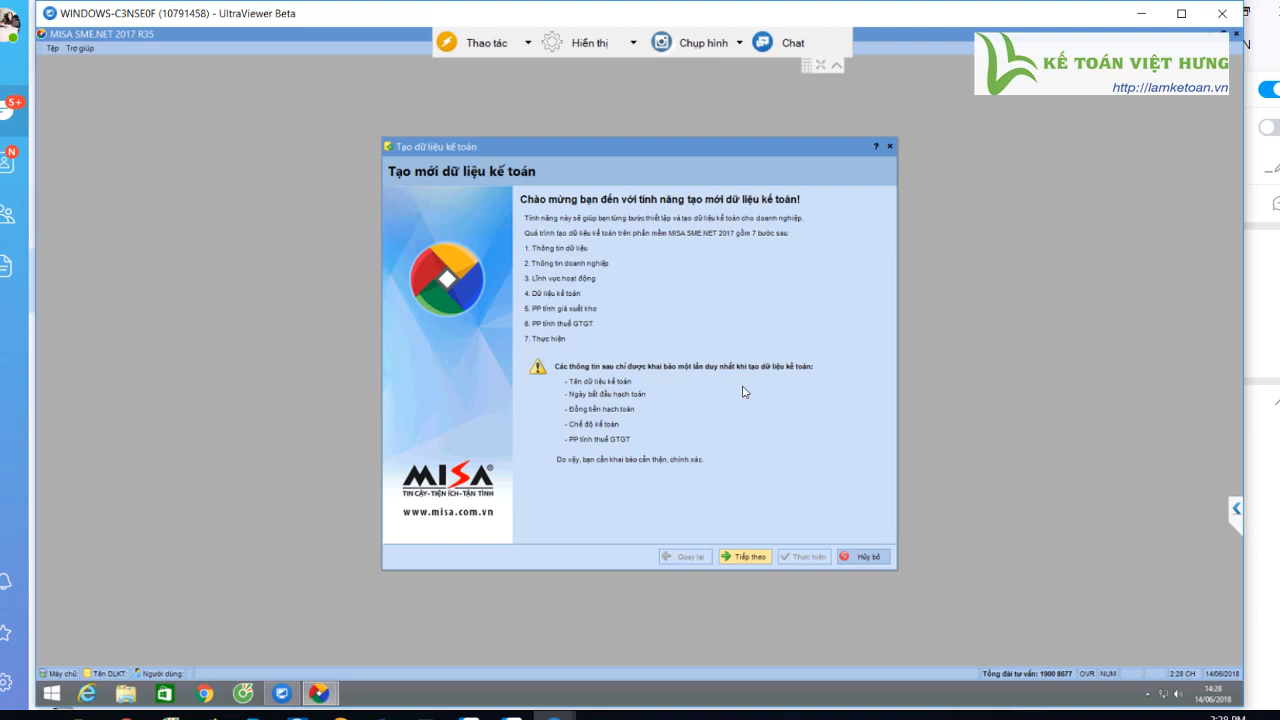 WINDOWS-C3NSE0F (10791458) - UltraViewer Beta
MISA SME.NET 2017 R35
Tệp Trợ giúp
Thao tác
Hiển thị
Chụp hình
Chat
KẾ TOÁN VIỆT HƯNG
http://lamketoan.vn
5+
N
Tạo dữ liệu kế toán
Tạo mới dữ liệu kế toán
Chào mừng bạn đến với tính năng tạo mới dữ liệu kế toán!
Tính năng này sẽ giúp bạn từng bước thiết lập và tạo dữ liệu kế toán cho doanh nghiệp.
Quá trình tạo dữ liệu kế toán trên phần mềm MISA SME.NET 2017 gồm 7 bước sau:
1. Thông tin dữ liệu
2. Thông tin doanh nghiệp
3. Lĩnh vực hoạt động
4. Dữ liệu kế toán
5. PP tính giá xuất kho
6. PP tính thuế GTGT
7. Thực hiện
Các thông tin sau chỉ được khai báo một lần duy nhất khi tạo dữ liệu kế toán:
- Tên dữ liệu kế toán
- Ngày bắt đầu hạch toán
- Đồng tiền hạch toán
- Chế độ kế toán
- PP tính thuế GTGT
Do vậy, bạn cần khai báo cẩn thận, chính xác.
MISA®
TIN CẬY-TIỆN ÍCH-TẬN TÌNH
www.misa.com.vn
Quay lại
Tiếp theo
Thực hiện
Hủy bỏ
Máy chủ: Tên DLKT: Người dùng:
Tổng đài tư vấn: 1900 8677 OVR NUM 2:28 CH 14/06/2018
14:28
14/06/2018
2:28 PM